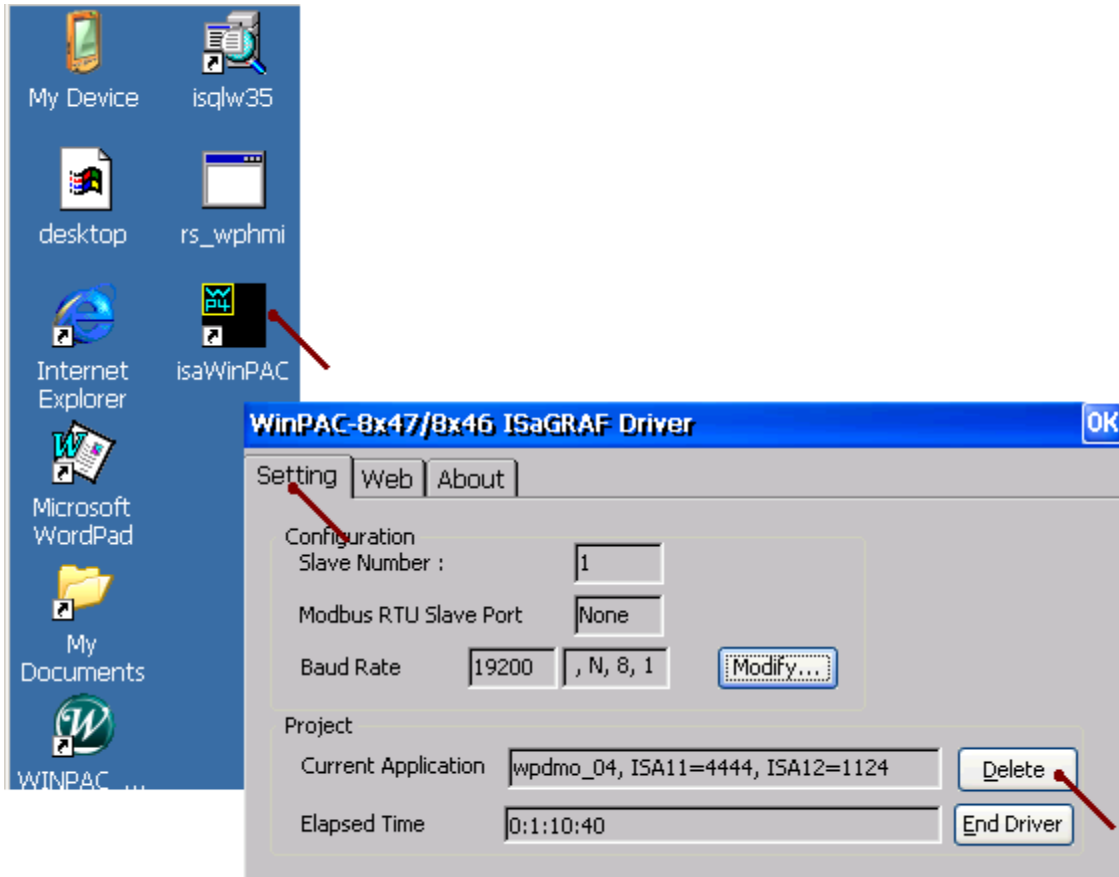 My Device
isqlw35
desktop
rs_wphmi
WP4
Internet
Explorer
isaWinPAC
Microsoft
WordPad
My
Documents
WINPAC ...
WinPAC-8x47/8x46 ISaGRAF Driver
OK
Setting Web About
Configuration
Slave Number : 1
Modbus RTU Slave Port None
Baud Rate 19200 , N, 8, 1 Modify...
Project
Current Application wpdmo_04, ISA11=4444, ISA12=1124 Delete
Elapsed Time 0:1:10:40 End Driver